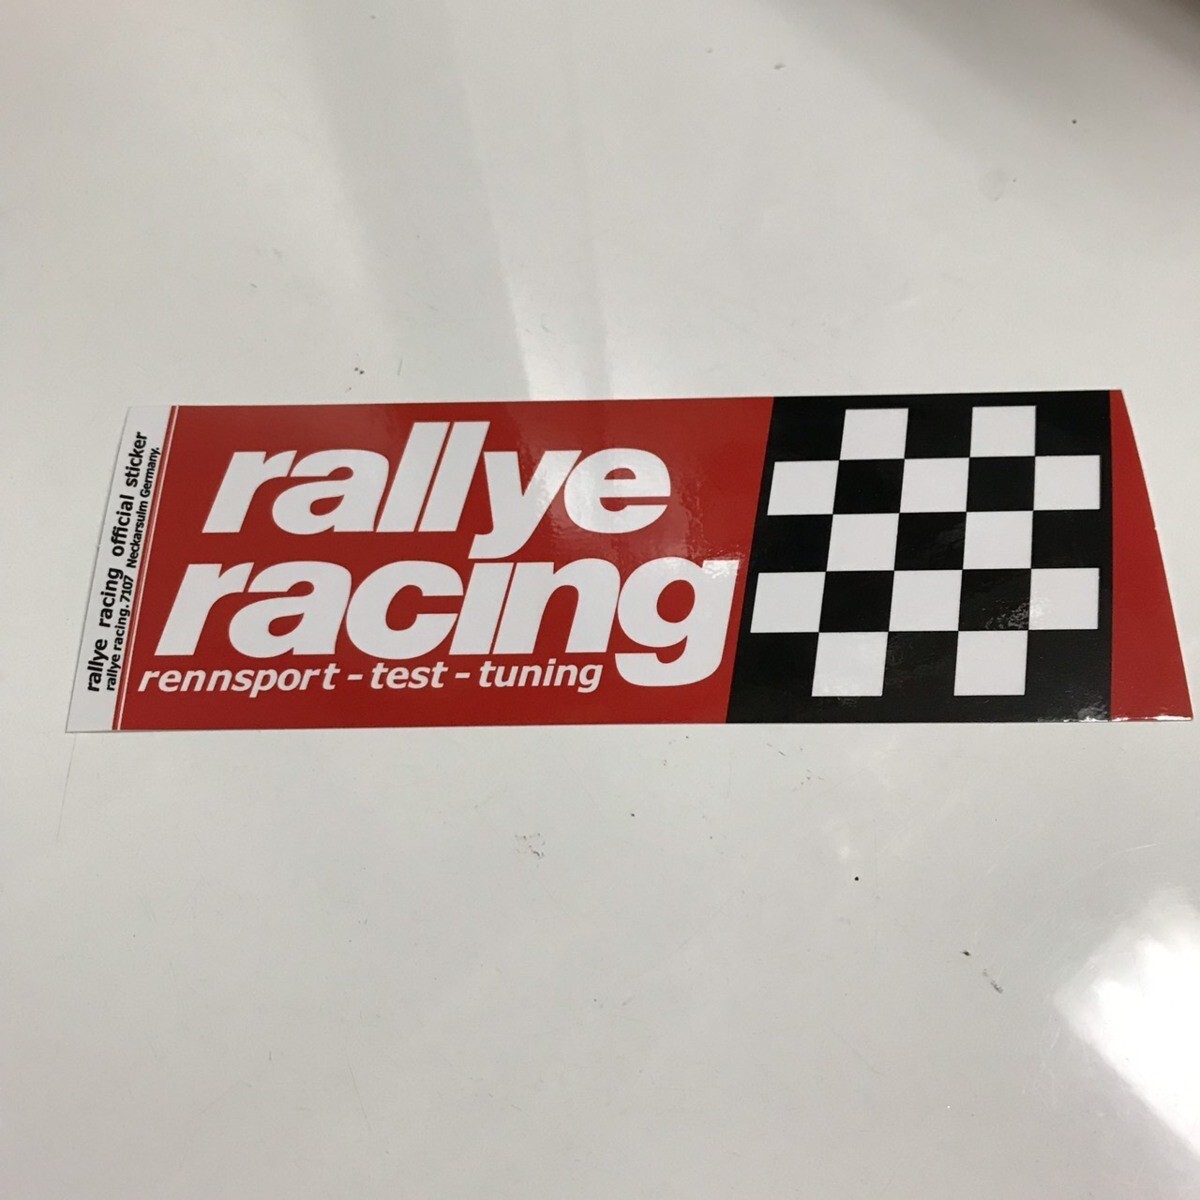 rallye racing official sticker
rallye racing. 7107 Neckarsulm Germany.
rallye
racing
rennsport - test - tuning